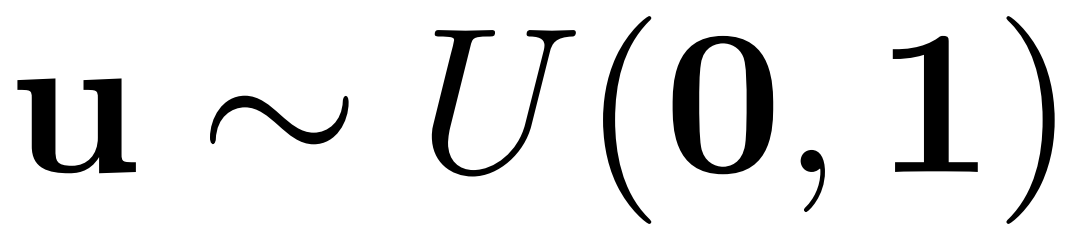 𝐮 ∼ 𝑈(𝟎, 𝟏)